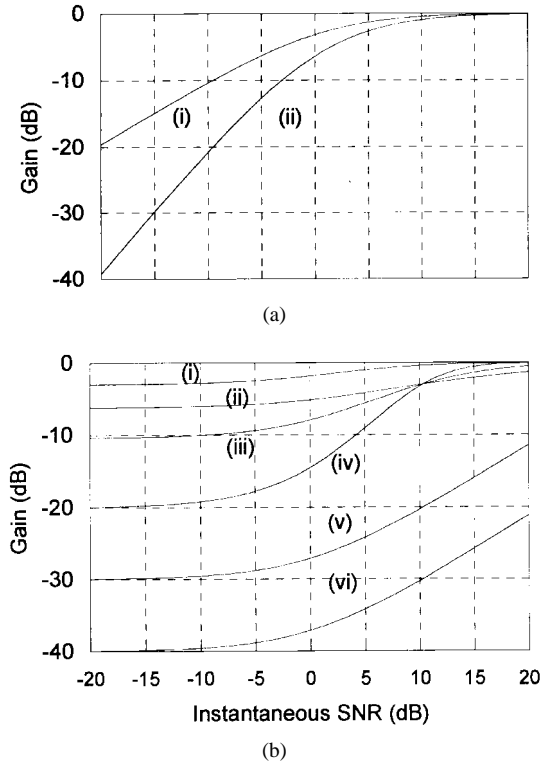 0
-10
-20
-30
-40
Gain (dB)
(i)
(ii)
(a)
0
-10
-20
-30
-40
Gain (dB)
(i)
(ii)
(iii)
(iv)
(v)
(vi)
-20 -15 -10 -5 0 5 10 15 20
Instantaneous SNR (dB)
(b)